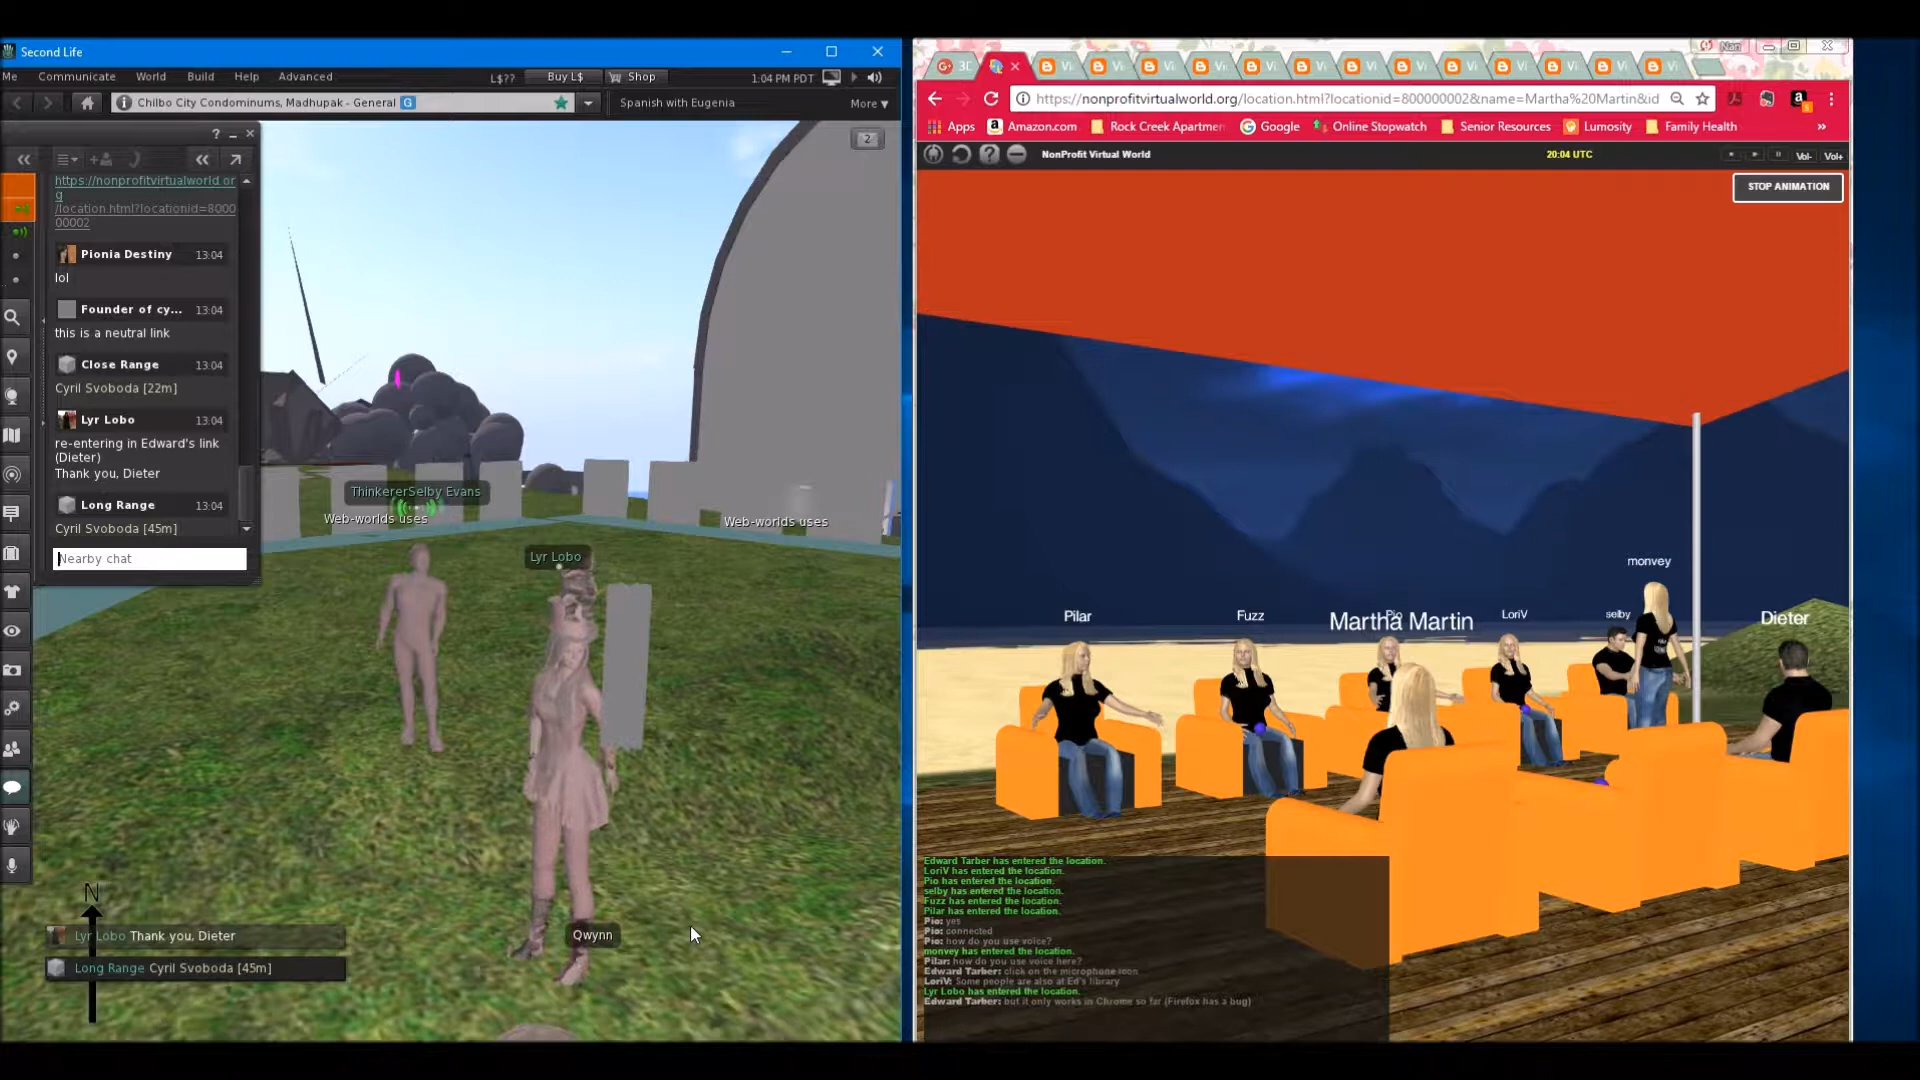 Second Life
Me Communicate World Build Help Advanced
L$?? Buy L$ Shop 1:04 PM PDT
Chilbo City Condominums, Madhupak - General G
Spanish with Eugenia
More ▼
2
? _ ×
https://nonprofitvirtualworld.or
g
/location.html?locationid=8000
00002
Pionia Destiny 13:04
lol
Founder of cy... 13:04
this is a neutral link
Close Range 13:04
Cyril Svoboda [22m]
Lyr Lobo 13:04
re-entering in Edward's link
(Dieter)
Thank you, Dieter
Long Range 13:04
Cyril Svoboda [45m]
Nearby chat
ThinkererSelby Evans
Web-worlds uses
Web-worlds uses
Lyr Lobo
Qwynn
N
Lyr Lobo Thank you, Dieter
Long Range Cyril Svoboda [45m]
Nan
https://nonprofitvirtualworld.org/location.html?locationid=800000002&name=Martha%20Martin&id
Apps Amazon.com Rock Creek Apartmen Google Online Stopwatch Senior Resources Lumosity Family Health »
NonProfit Virtual World
20:04 UTC
Vol- Vol+
STOP ANIMATION
monvey
Pilar
Fuzz
Pio
Martha Martin
LoriV
selby
Dieter
Edward Tarber has entered the location.
LoriV has entered the location.
Pio has entered the location.
selby has entered the location.
Fuzz has entered the location.
Pilar has entered the location.
Pio: yes
Pio: connected
Pio: how do you use voice?
monvey has entered the location.
Pilar: how do you use voice here?
Edward Tarber: click on the microphone icon
LoriV: Some people are also at Ed's library
Lyr Lobo has entered the location.
Edward Tarber: but it only works in Chrome so far (Firefox has a bug)